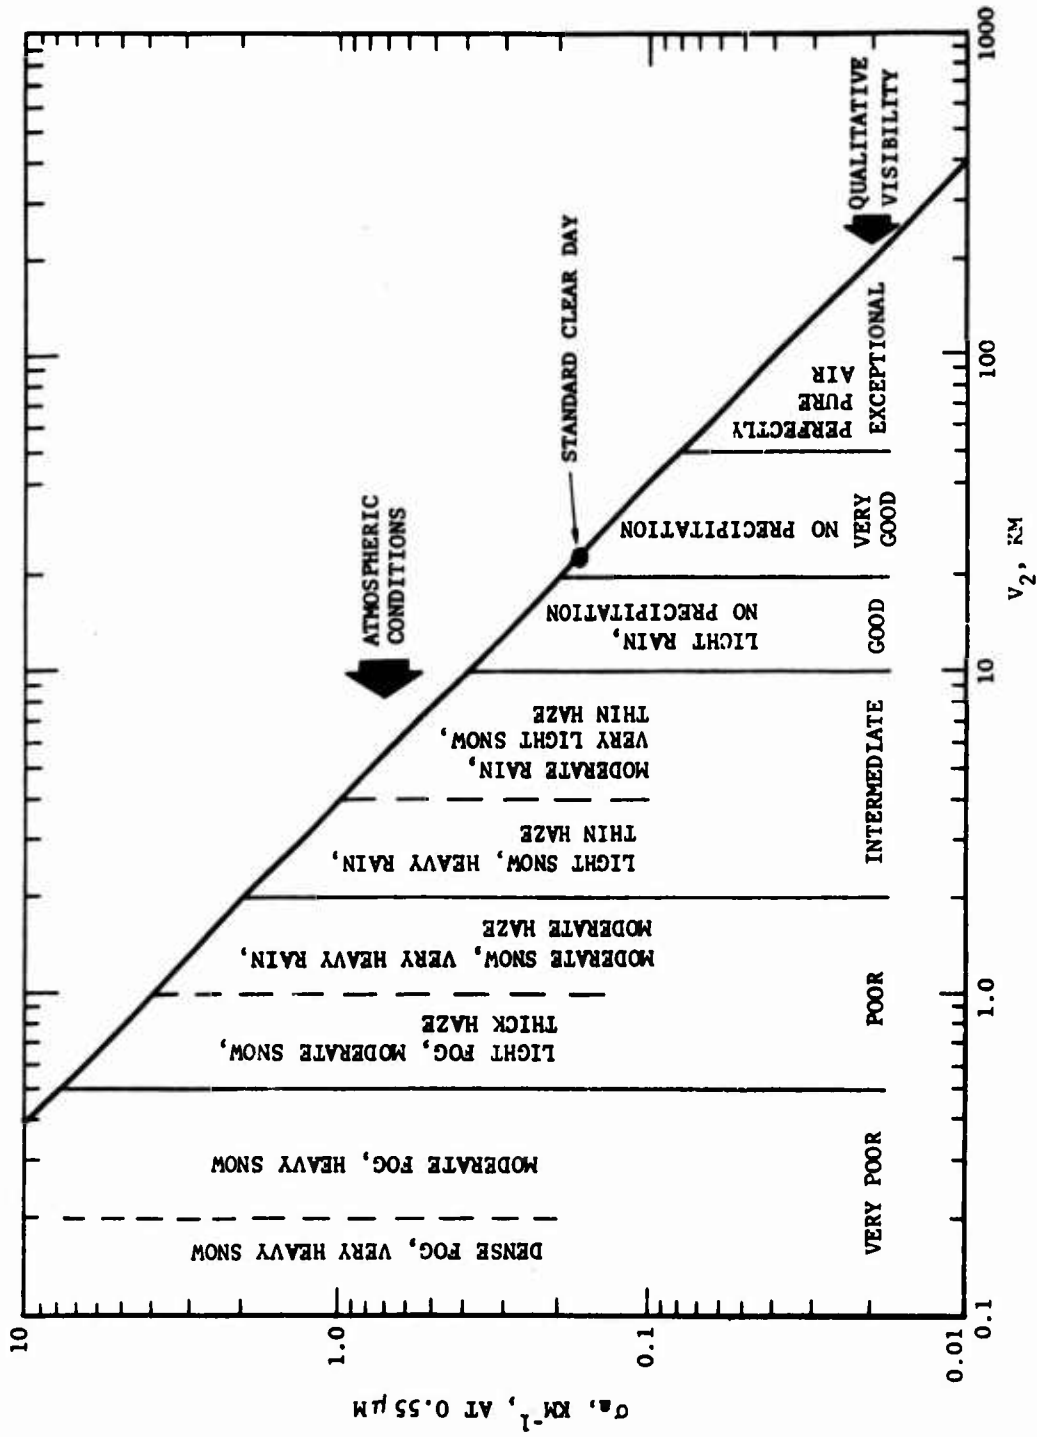 σa, KM⁻¹, AT 0.55μM
10
1.0
0.1
0.01
DENSE FOG, VERY HEAVY SNOW
MODERATE FOG, HEAVY SNOW
LIGHT FOG, MODERATE SNOW,
THICK HAZE
MODERATE SNOW, VERY HEAVY RAIN,
MODERATE HAZE
LIGHT SNOW, HEAVY RAIN,
THIN HAZE
MODERATE RAIN,
VERY LIGHT SNOW,
THIN HAZE
LIGHT RAIN,
NO PRECIPITATION
NO PRECIPITATION
PERFECTLY
PURE
AIR
ATMOSPHERIC
CONDITIONS
STANDARD CLEAR DAY
QUALITATIVE
VISIBILITY
VERY POOR
POOR
INTERMEDIATE
GOOD
VERY
GOOD
EXCEPTIONAL
0.1
1.0
10
100
1000
V₂, KM